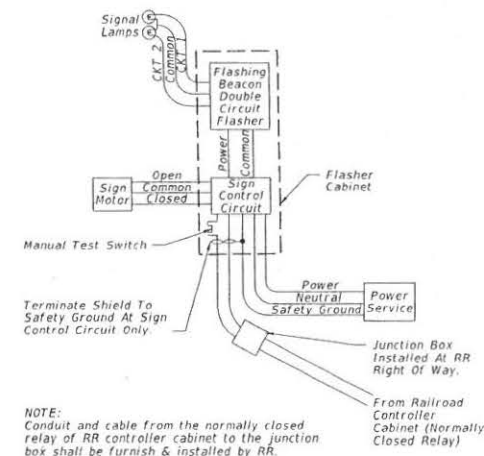 Signal
Lamps
CKT 2
Common
CKT 1
Flashing
Beacon
Double
Circuit
Flasher
Power
Common
Flasher
Cabinet
Open
Common
Closed
Sign
Motor
Sign
Control
Circuit
Manual Test Switch
Power
Neutral
Safety Ground
Power
Service
Terminate Shield To
Safety Ground At Sign
Control Circuit Only.
Junction Box
Installed At RR
Right Of Way.
From Railroad
Controller
Cabinet (Normally
Closed Relay)
NOTE:
Conduit and cable from the normally closed
relay of RR controller cabinet to the junction
box shall be furnish & installed by RR.